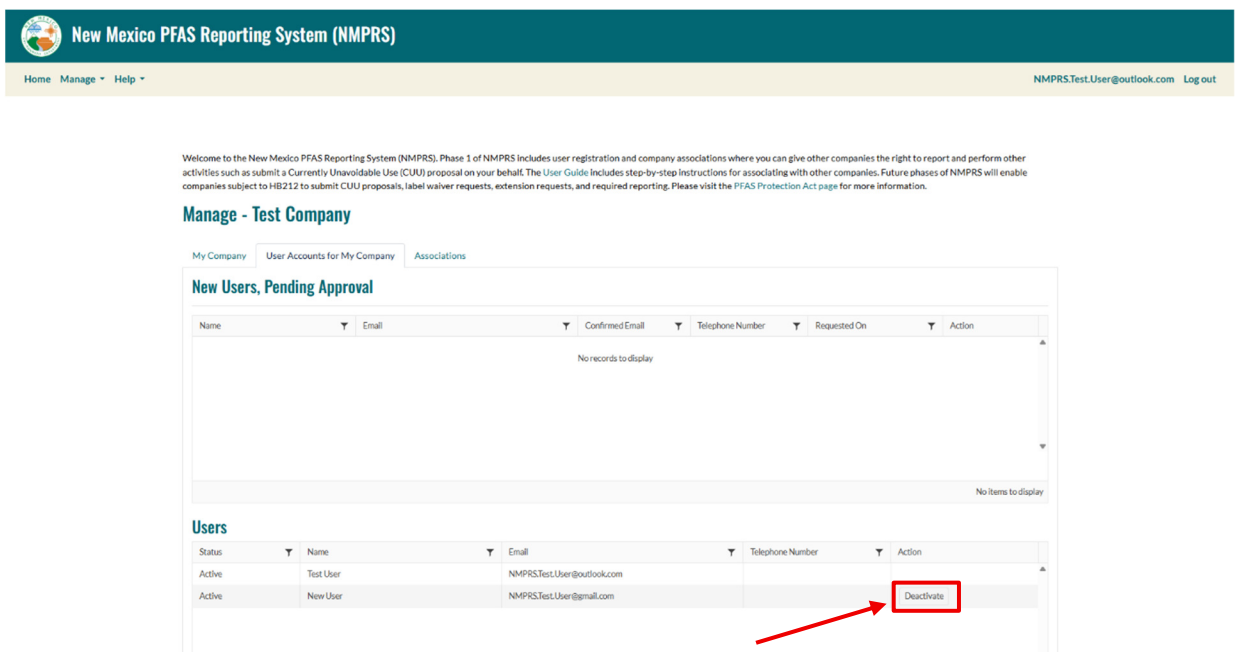 New Mexico PFAS Reporting System (NMPRS)
Home Manage Help NMPRS.Test.User@outlook.com Log out
Welcome to the New Mexico PFAS Reporting System (NMPRS). Phase 1 of NMPRS includes user registration and company associations where you can give other companies the right to report and perform other
activities such as submit a Currently Unavoidable Use (CUU) proposal on your behalf. The User Guide includes step-by-step instructions for associating with other companies. Future phases of NMPRS will enable
companies subject to HB212 to submit CUU proposals, label waiver requests, extension requests, and required reporting. Please visit the PFAS Protection Act page for more information.
Manage - Test Company
My Company User Accounts for My Company Associations
New Users, Pending Approval
Name Email Confirmed Email Telephone Number Requested On Action
No records to display
No items to display
Users
Status Name Email Telephone Number Action
Active Test User NMPRS.Test.User@outlook.com
Active New User NMPRS.Test.User@gmail.com Deactivate